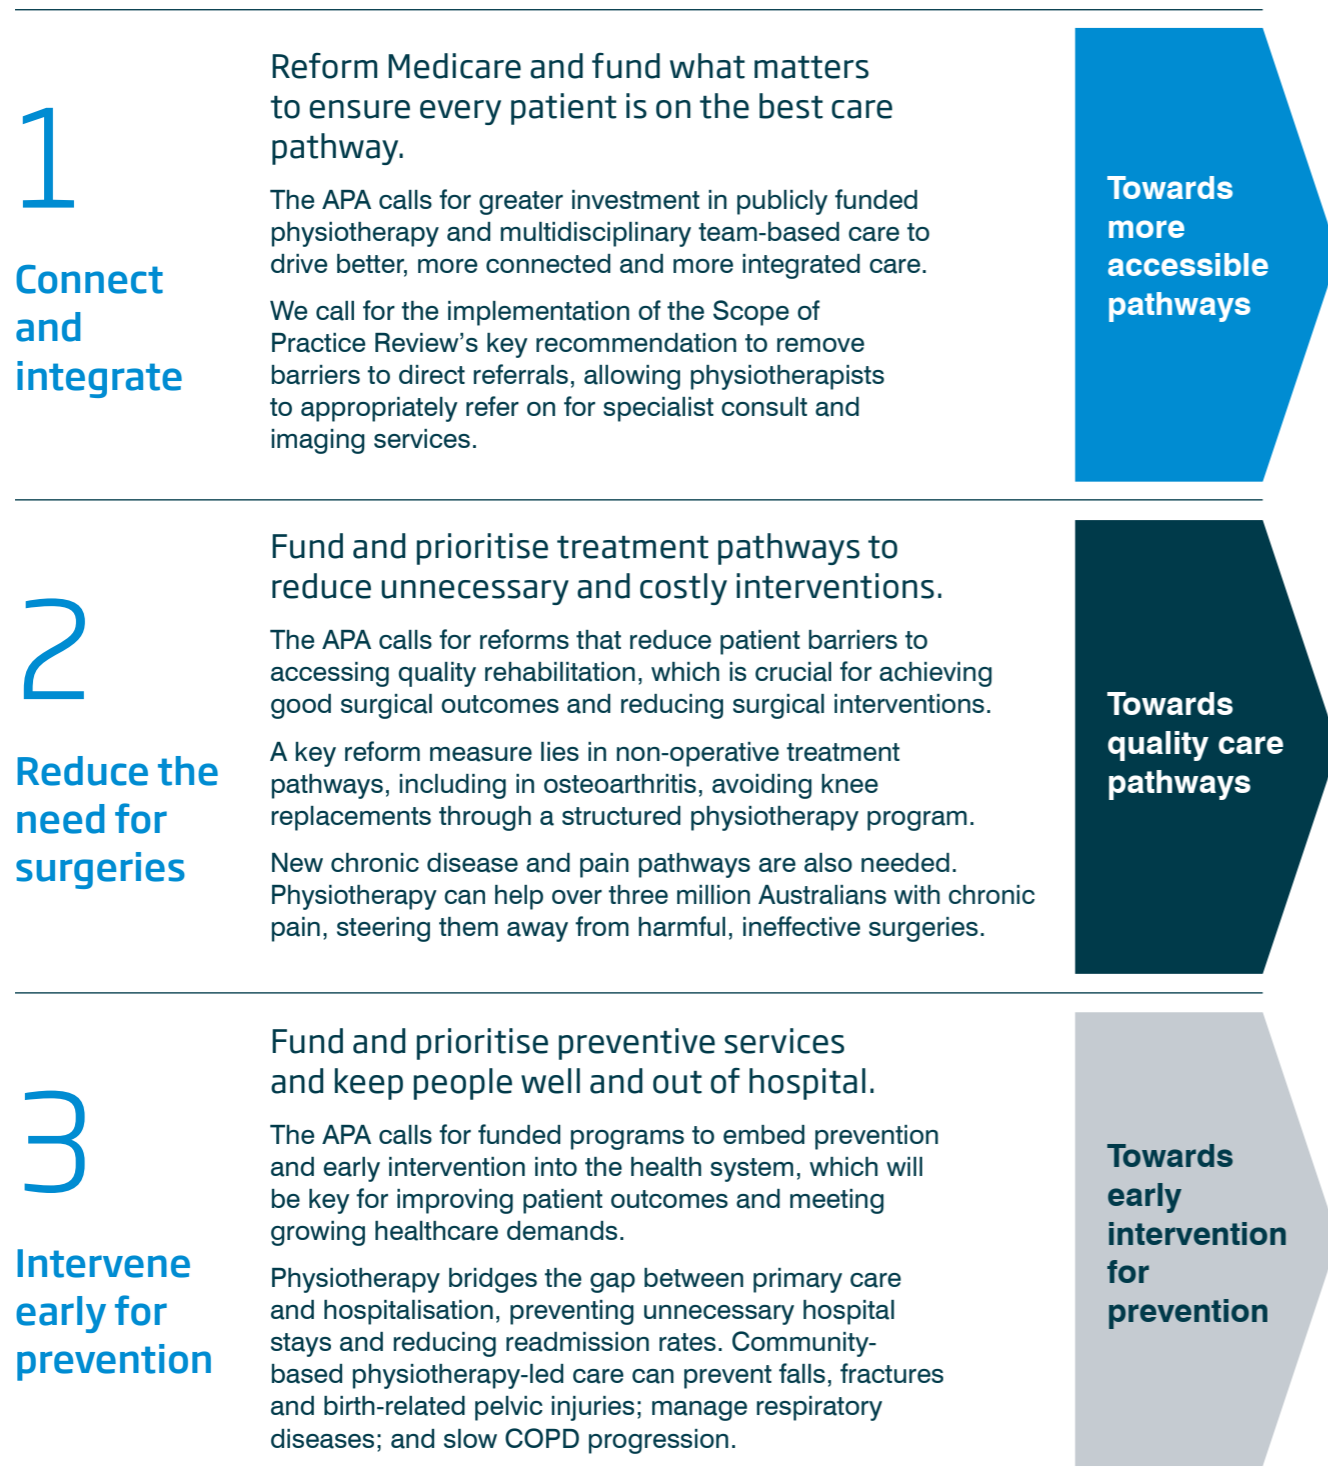 1
Connect
and
integrate
Reform Medicare and fund what matters
to ensure every patient is on the best care
pathway.
The APA calls for greater investment in publicly funded
physiotherapy and multidisciplinary team-based care to
drive better, more connected and more integrated care.
We call for the implementation of the Scope of
Practice Review’s key recommendation to remove
barriers to direct referrals, allowing physiotherapists
to appropriately refer on for specialist consult and
imaging services.
Towards
more
accessible
pathways
2
Reduce the
need for
surgeries
Fund and prioritise treatment pathways to
reduce unnecessary and costly interventions.
The APA calls for reforms that reduce patient barriers to
accessing quality rehabilitation, which is crucial for achieving
good surgical outcomes and reducing surgical interventions.
A key reform measure lies in non-operative treatment
pathways, including in osteoarthritis, avoiding knee
replacements through a structured physiotherapy program.
New chronic disease and pain pathways are also needed.
Physiotherapy can help over three million Australians with chronic
pain, steering them away from harmful, ineffective surgeries.
Towards
quality care
pathways
3
Intervene
early for
prevention
Fund and prioritise preventive services
and keep people well and out of hospital.
The APA calls for funded programs to embed prevention
and early intervention into the health system, which will
be key for improving patient outcomes and meeting
growing healthcare demands.
Physiotherapy bridges the gap between primary care
and hospitalisation, preventing unnecessary hospital
stays and reducing readmission rates. Community-
based physiotherapy-led care can prevent falls, fractures
and birth-related pelvic injuries; manage respiratory
diseases; and slow COPD progression.
Towards
early
intervention
for
prevention